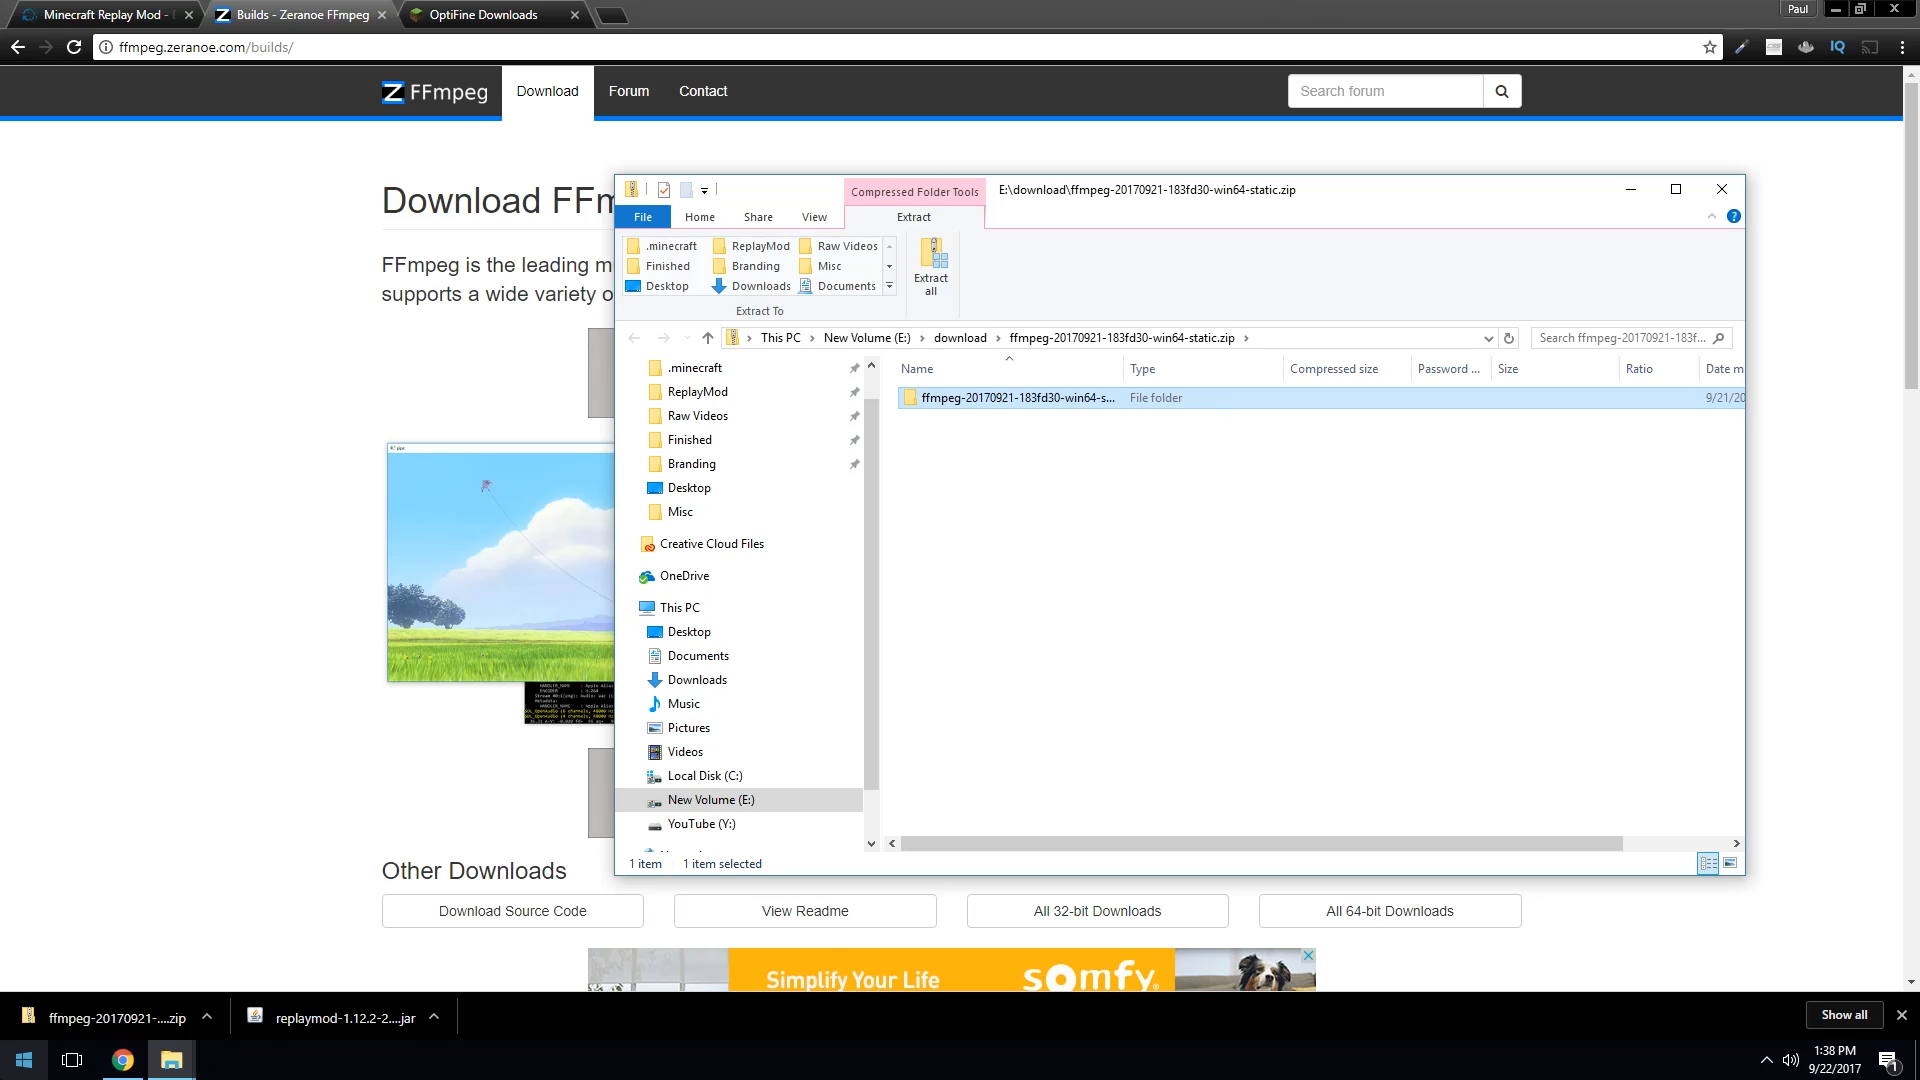 Minecraft Replay Mod -
Builds - Zeranoe FFmpeg
OptiFine Downloads
Paul
ffmpeg.zeranoe.com/builds/
IQ
FFmpeg
Download
Forum
Contact
Search forum
Download FFm
FFmpeg is the leading m
supports a wide variety o
Compressed Folder Tools
E:\download\ffmpeg-20170921-183fd30-win64-static.zip
File
Home
Share
View
Extract
.minecraft
ReplayMod
Raw Videos
Finished
Branding
Misc
Desktop
Downloads
Documents
Extract To
Extract
all
This PC
New Volume (E:)
download
ffmpeg-20170921-183fd30-win64-static.zip
Search ffmpeg-20170921-183f...
.minecraft
ReplayMod
Raw Videos
Finished
Branding
Desktop
Misc
Creative Cloud Files
OneDrive
This PC
Desktop
Documents
Downloads
Music
Pictures
Videos
Local Disk (C:)
New Volume (E:)
YouTube (Y:)
Name
Type
Compressed size
Password ...
Size
Ratio
Date m
ffmpeg-20170921-183fd30-win64-s...
File folder
9/21/20
1 item
1 item selected
Other Downloads
Download Source Code
View Readme
All 32-bit Downloads
All 64-bit Downloads
Simplify Your Life
somfy.
ffmpeg-20170921-....zip
replaymod-1.12.2-2....jar
Show all
1:38 PM
9/22/2017
1